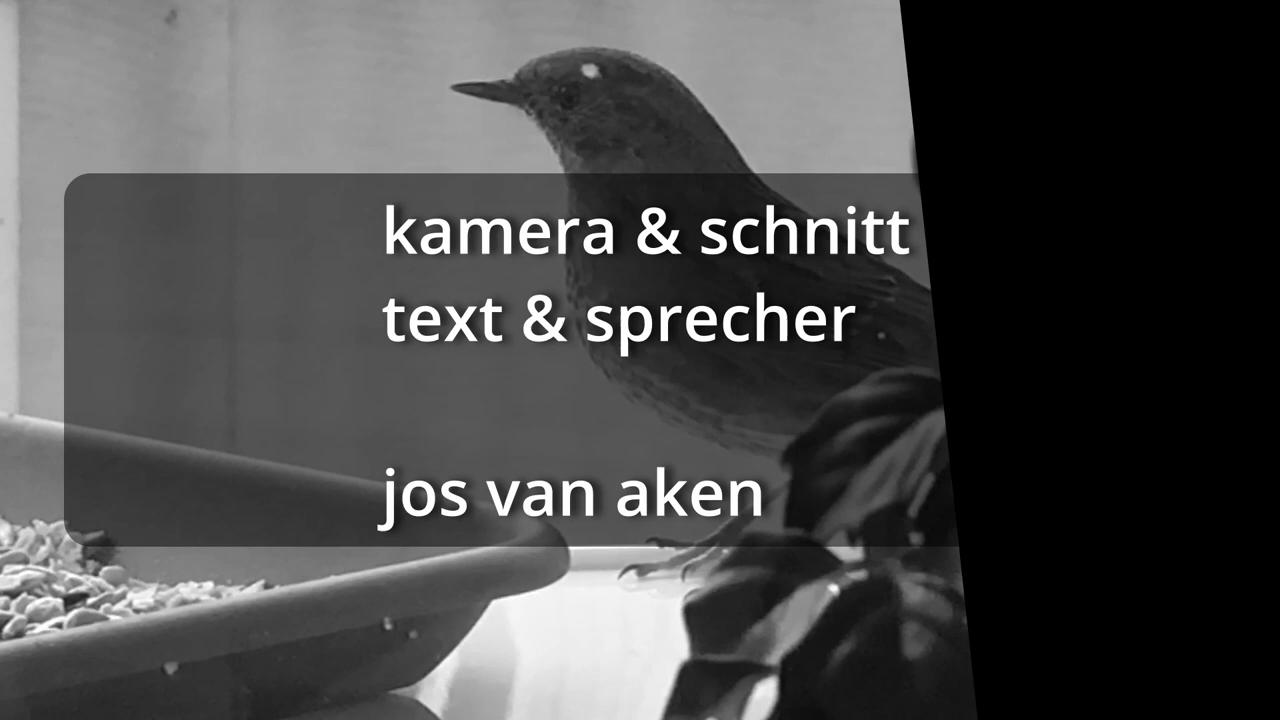 kamera & schnitt
text & sprecher
jos van aken